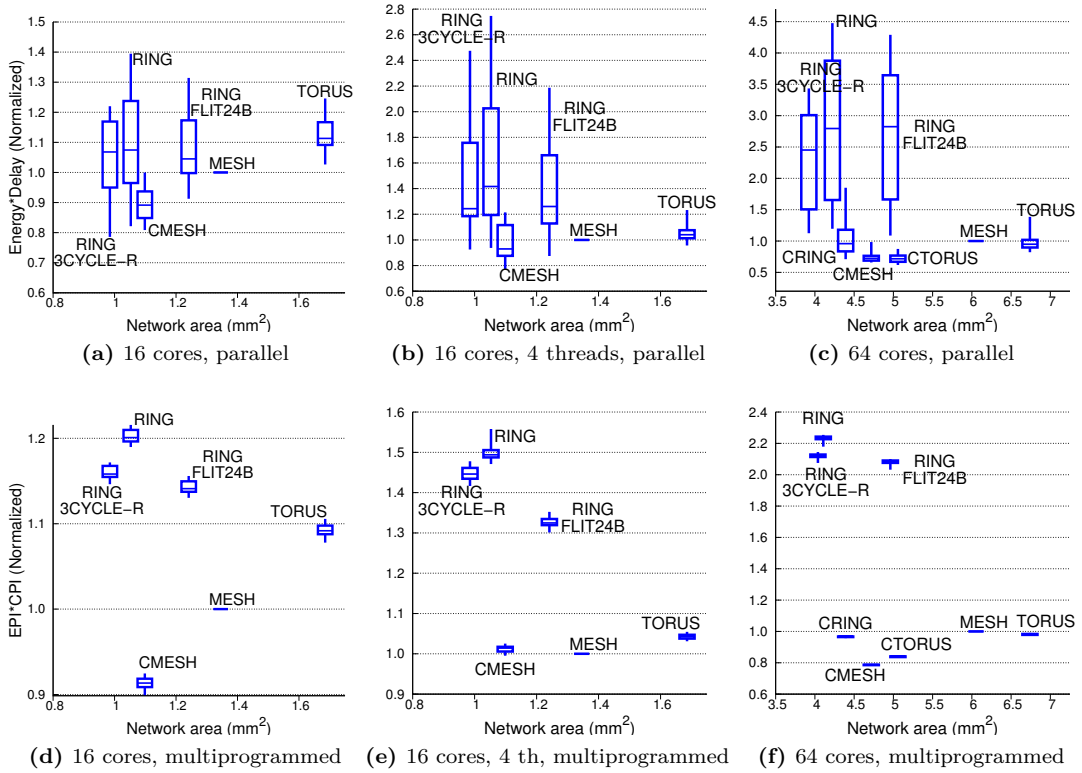 1.5
1.4
1.3
1.2
1.1
1.0
0.9
0.8
0.7
0.6
Energy*Delay (Normalized)
RING
RING
FLIT24B
TORUS
MESH
CMESH
RING
3CYCLE−R
0.8 1 1.2 1.4 1.6
Network area (mm²)
(a) 16 cores, parallel
2.8
2.6
2.4
2.2
2.0
1.8
1.6
1.4
1.2
1.0
0.8
0.6
RING
3CYCLE−R
RING
RING
FLIT24B
MESH
TORUS
CMESH
0.8 1 1.2 1.4 1.6
Network area (mm²)
(b) 16 cores, 4 threads, parallel
4.5
4.0
3.5
3.0
2.5
2.0
1.5
1.0
0.5
RING
RING
3CYCLE−R
RING
FLIT24B
TORUS
MESH
CRING
CTORUS
CMESH
3.5 4 4.5 5 5.5 6 6.5 7
Network area (mm²)
(c) 64 cores, parallel
1.2
1.1
1.0
0.9
EPI*CPI (Normalized)
RING
RING
FLIT24B
RING
3CYCLE−R
TORUS
MESH
CMESH
0.8 1 1.2 1.4 1.6
Network area (mm²)
(d) 16 cores, multiprogrammed
1.6
1.5
1.4
1.3
1.2
1.1
1.0
0.9
RING
RING
3CYCLE−R
RING
FLIT24B
TORUS
MESH
CMESH
0.8 1 1.2 1.4 1.6
Network area (mm²)
(e) 16 cores, 4 th, multiprogrammed
2.4
2.2
2.0
1.8
1.6
1.4
1.2
1.0
0.8
0.6
RING
RING
3CYCLE−R
RING
FLIT24B
CRING
MESH
TORUS
CTORUS
CMESH
3.5 4 4.5 5 5.5 6 6.5 7
Network area (mm²)
(f) 64 cores, multiprogrammed